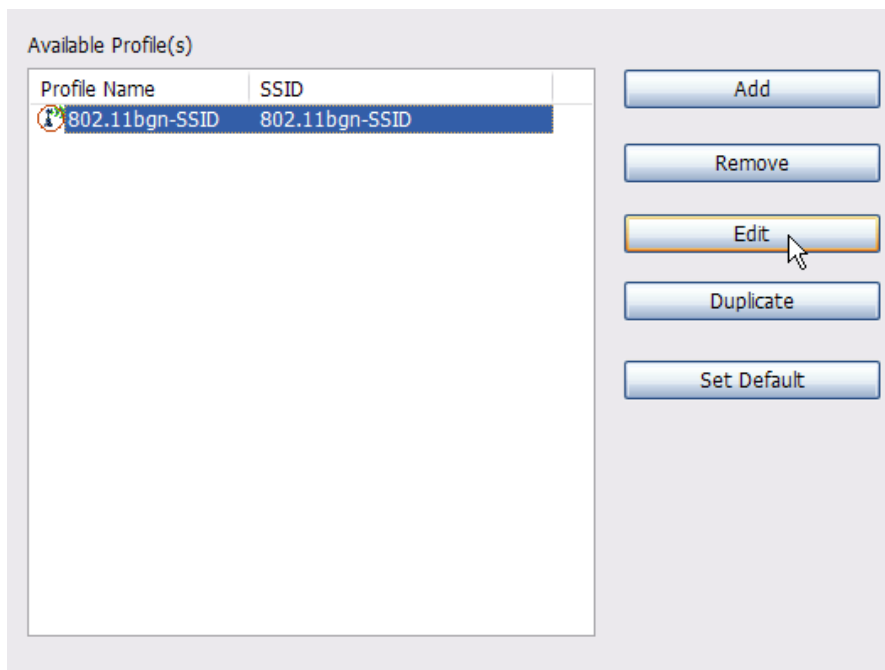 Available Profile(s)
Profile Name SSID
802.11bgn-SSID 802.11bgn-SSID
Add
Remove
Edit
Duplicate
Set Default